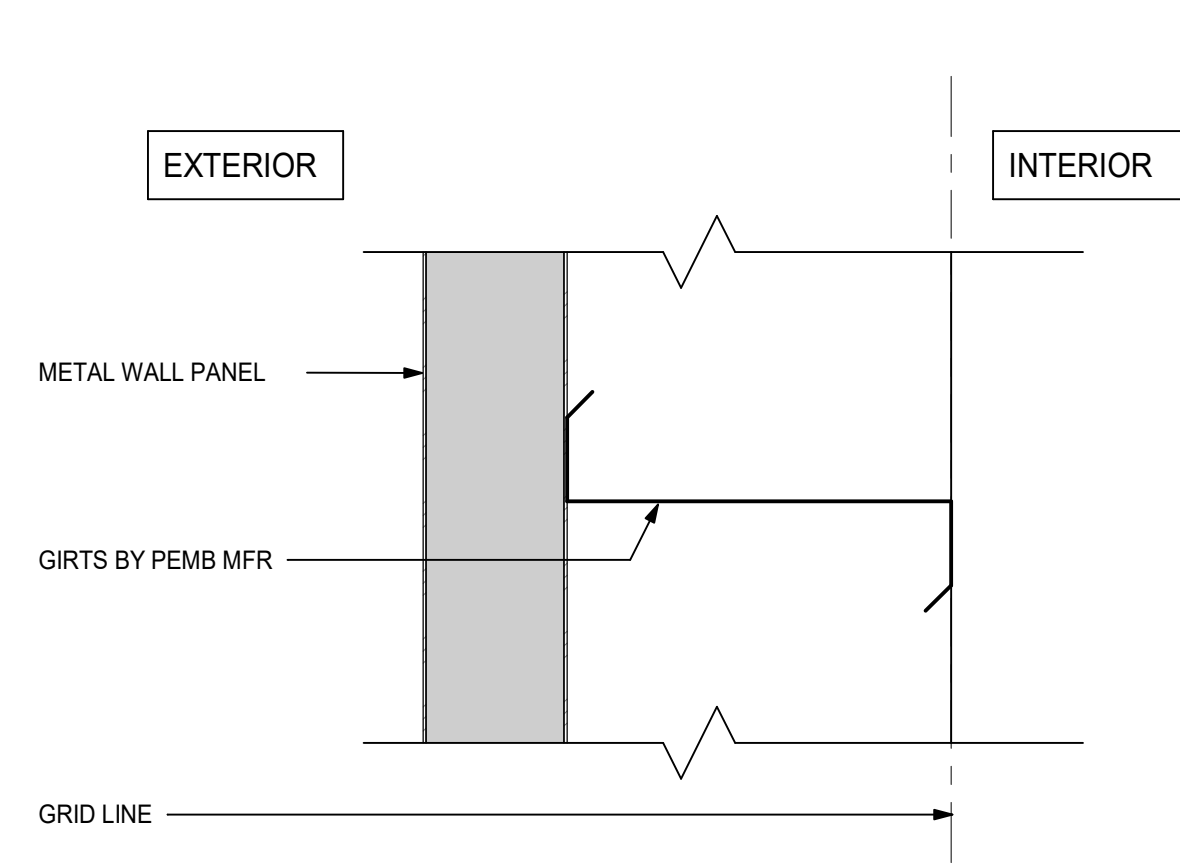 EXTERIOR
INTERIOR
METAL WALL PANEL
GIRTS BY PEMB MFR
GRID LINE